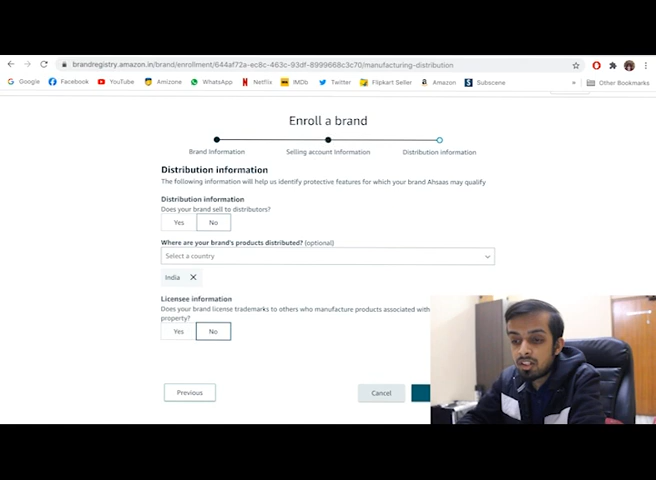 brandregistry.amazon.in/brand/enrollment/644af72a-ec8c-463c-93df-8999668c3c70/manufacturing-distribution
Google Facebook YouTube Amizone WhatsApp Netflix IMDb Twitter Flipkart Seller Amazon Subscene » Other Bookmarks
Enroll a brand
Brand Information Selling account Information Distribution information
Distribution information
The following information will help us identify protective features for which your brand Ahsaas may qualify
Distribution information
Does your brand sell to distributors?
Yes No
Where are your brand's products distributed? (optional)
Select a country
India
Licensee information
Does your brand license trademarks to others who manufacture products associated with
property?
Yes No
Previous Cancel